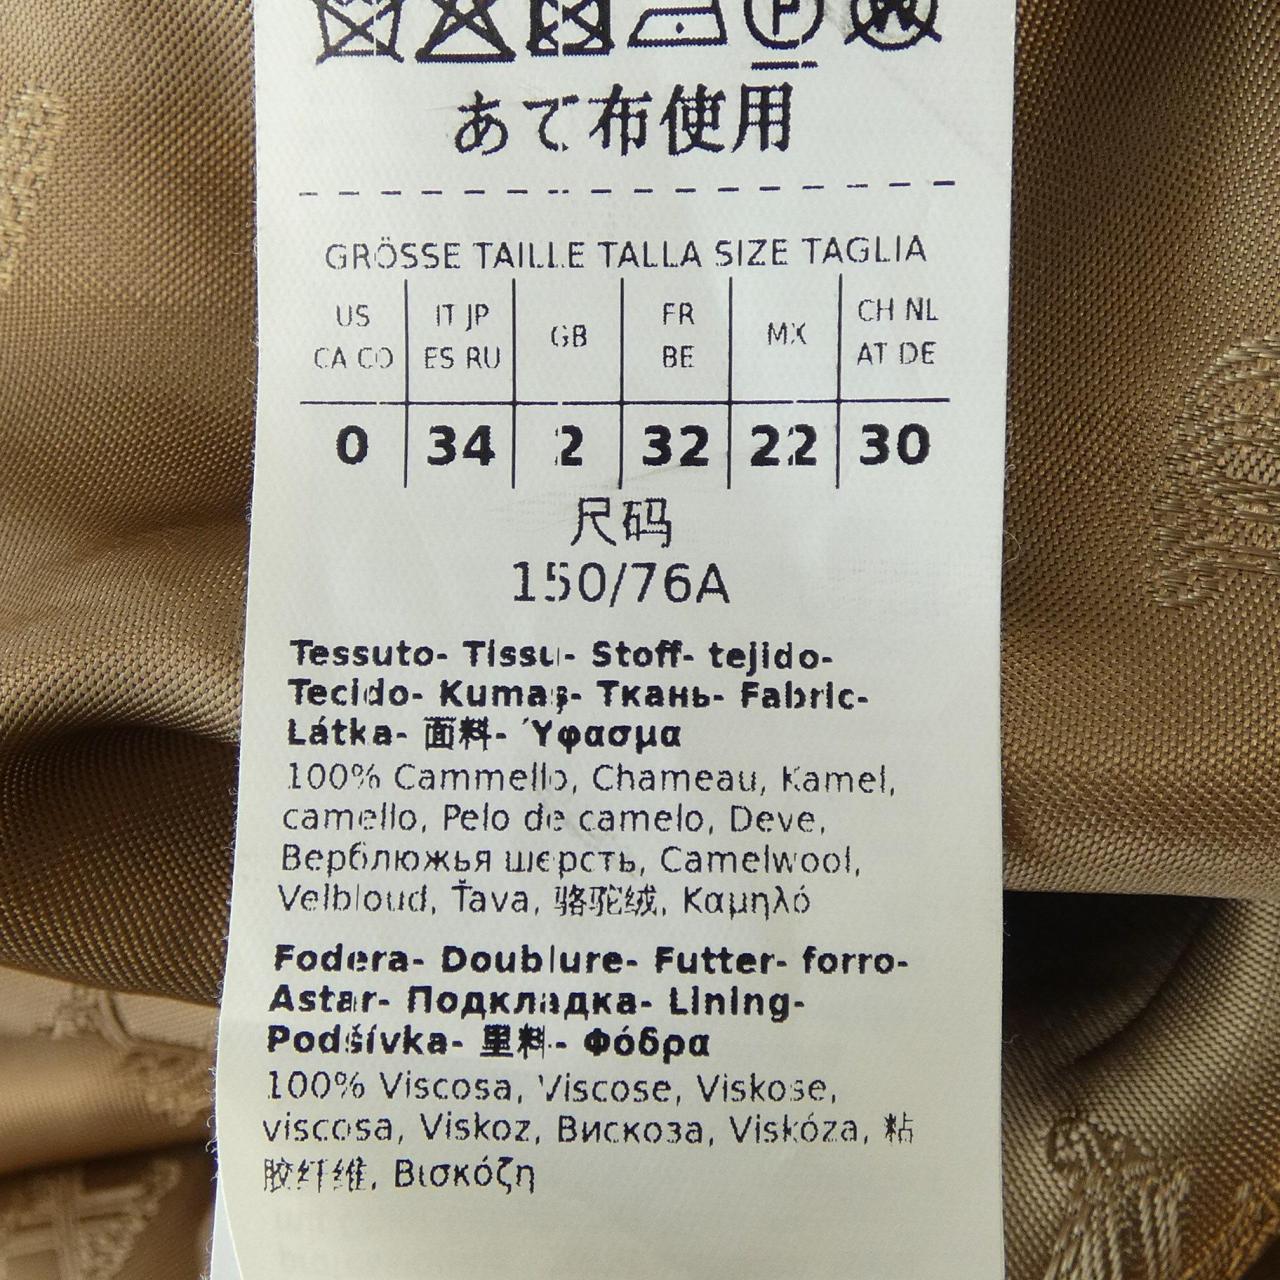 P
W
あて布使用
GRÖSSE TAILLE TALLA SIZE TAGLIA
US IT JP GB FR MX CH NL
CA CO ES RU BE AT DE
0 34 2 32 22 30
尺码
150/76A
Tessuto- Tissu- Stoff- tejido-
Tecido- Kumaş- Ткань- Fabric-
Látka- 面料- Ύφασμα
100% Cammello, Chameau, Kamel,
camello, Pelo de camelo, Deve,
Верблюжья шерсть, Camelwool,
Velbloud, Ťava, 骆驼绒, Καμηλό
Fodera- Doublure- Futter- forro-
Astar- Подкладка- Lining-
Podšívka- 里料- Φόδρα
100% Viscosa, Viscose, Viskose,
viscosa, Viskoz, Вискоза, Viskóza, 粘
胶纤维, Βισκόζη